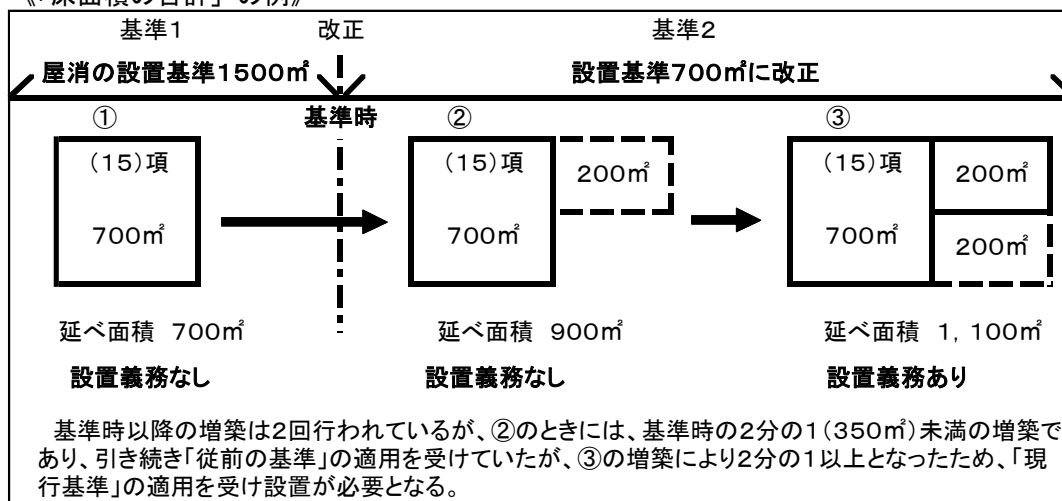 《「床面積の合計」の例》
基準1 改正 基準2
屋消の設置基準1500㎡ 設置基準700㎡に改正
① 基準時 ② ③
(15)項 (15)項 200㎡ (15)項 200㎡
700㎡ 700㎡ 700㎡ 200㎡
延べ面積 700㎡ 延べ面積 900㎡ 延べ面積 1,100㎡
設置義務なし 設置義務なし 設置義務あり
基準時以降の増築は2回行われているが、②のときには、基準時の2分の1(350㎡)未満の増築で
あり、引き続き「従前の基準」の適用を受けていたが、③の増築により2分の1以上となったため、「現
行基準」の適用を受け設置が必要となる。